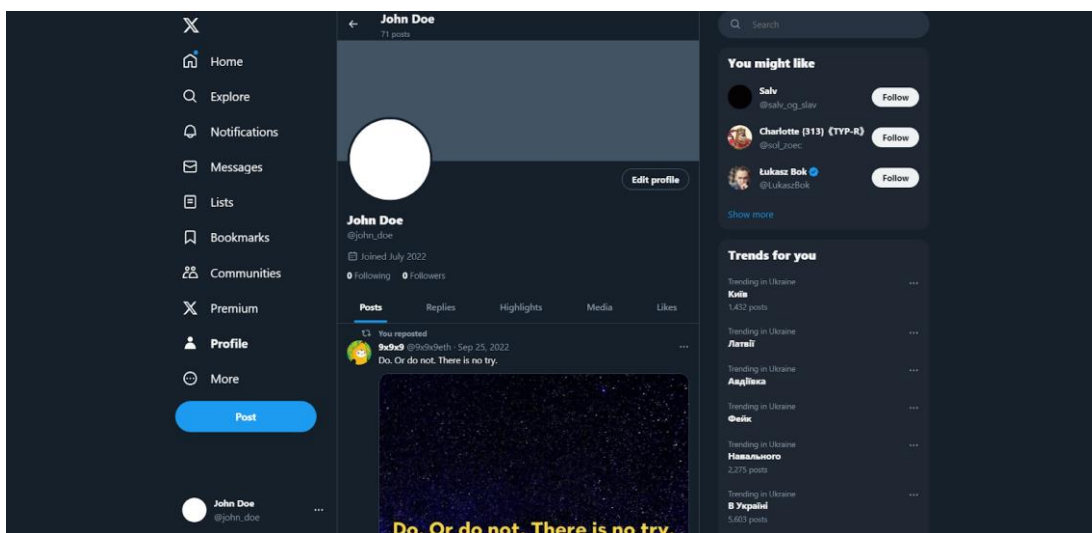 Home
Explore
Notifications
Messages
Lists
Bookmarks
Communities
Premium
Profile
More
Post
John Doe
@john_doe
John Doe
71 posts
Edit profile
John Doe
@john_doe
Joined July 2022
0 Following 0 Followers
Posts Replies Highlights Media Likes
You reposted
9x9x9 @9x9x9eth · Sep 25, 2022
Do. Or do not. There is no try.
Do. Or do not. There is no try.
Search
You might like
Salv
@salv_og_slav
Follow
Charlotte {313} 《TYP-R》
@sol_zoec
Follow
Łukasz Bok
@LukaszBok
Follow
Show more
Trends for you
Trending in Ukraine
Київ
1,432 posts
Trending in Ukraine
Латвії
Trending in Ukraine
Авдіївка
Trending in Ukraine
Фейк
Trending in Ukraine
Навального
2,275 posts
Trending in Ukraine
В Україні
5,603 posts